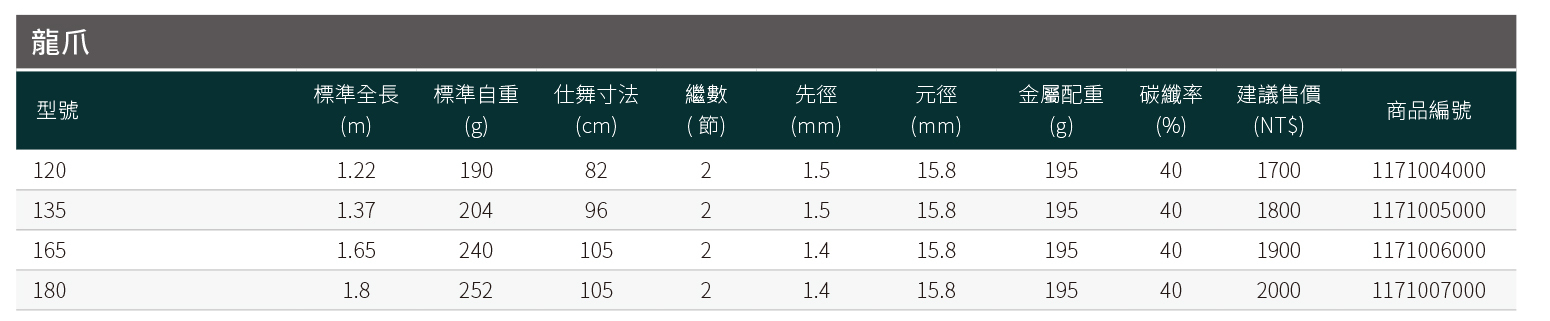 龍爪
型號 標準全長 (m) 標準自重 (g) 仕舞寸法 (cm) 繼數 ( 節) 先徑 (mm) 元徑 (mm) 金屬配重 (g) 碳纖率 (%) 建議售價 (NT$) 商品編號
120 1.22 190 82 2 1.5 15.8 195 40 1700 1171004000
135 1.37 204 96 2 1.5 15.8 195 40 1800 1171005000
165 1.65 240 105 2 1.4 15.8 195 40 1900 1171006000
180 1.8 252 105 2 1.4 15.8 195 40 2000 1171007000